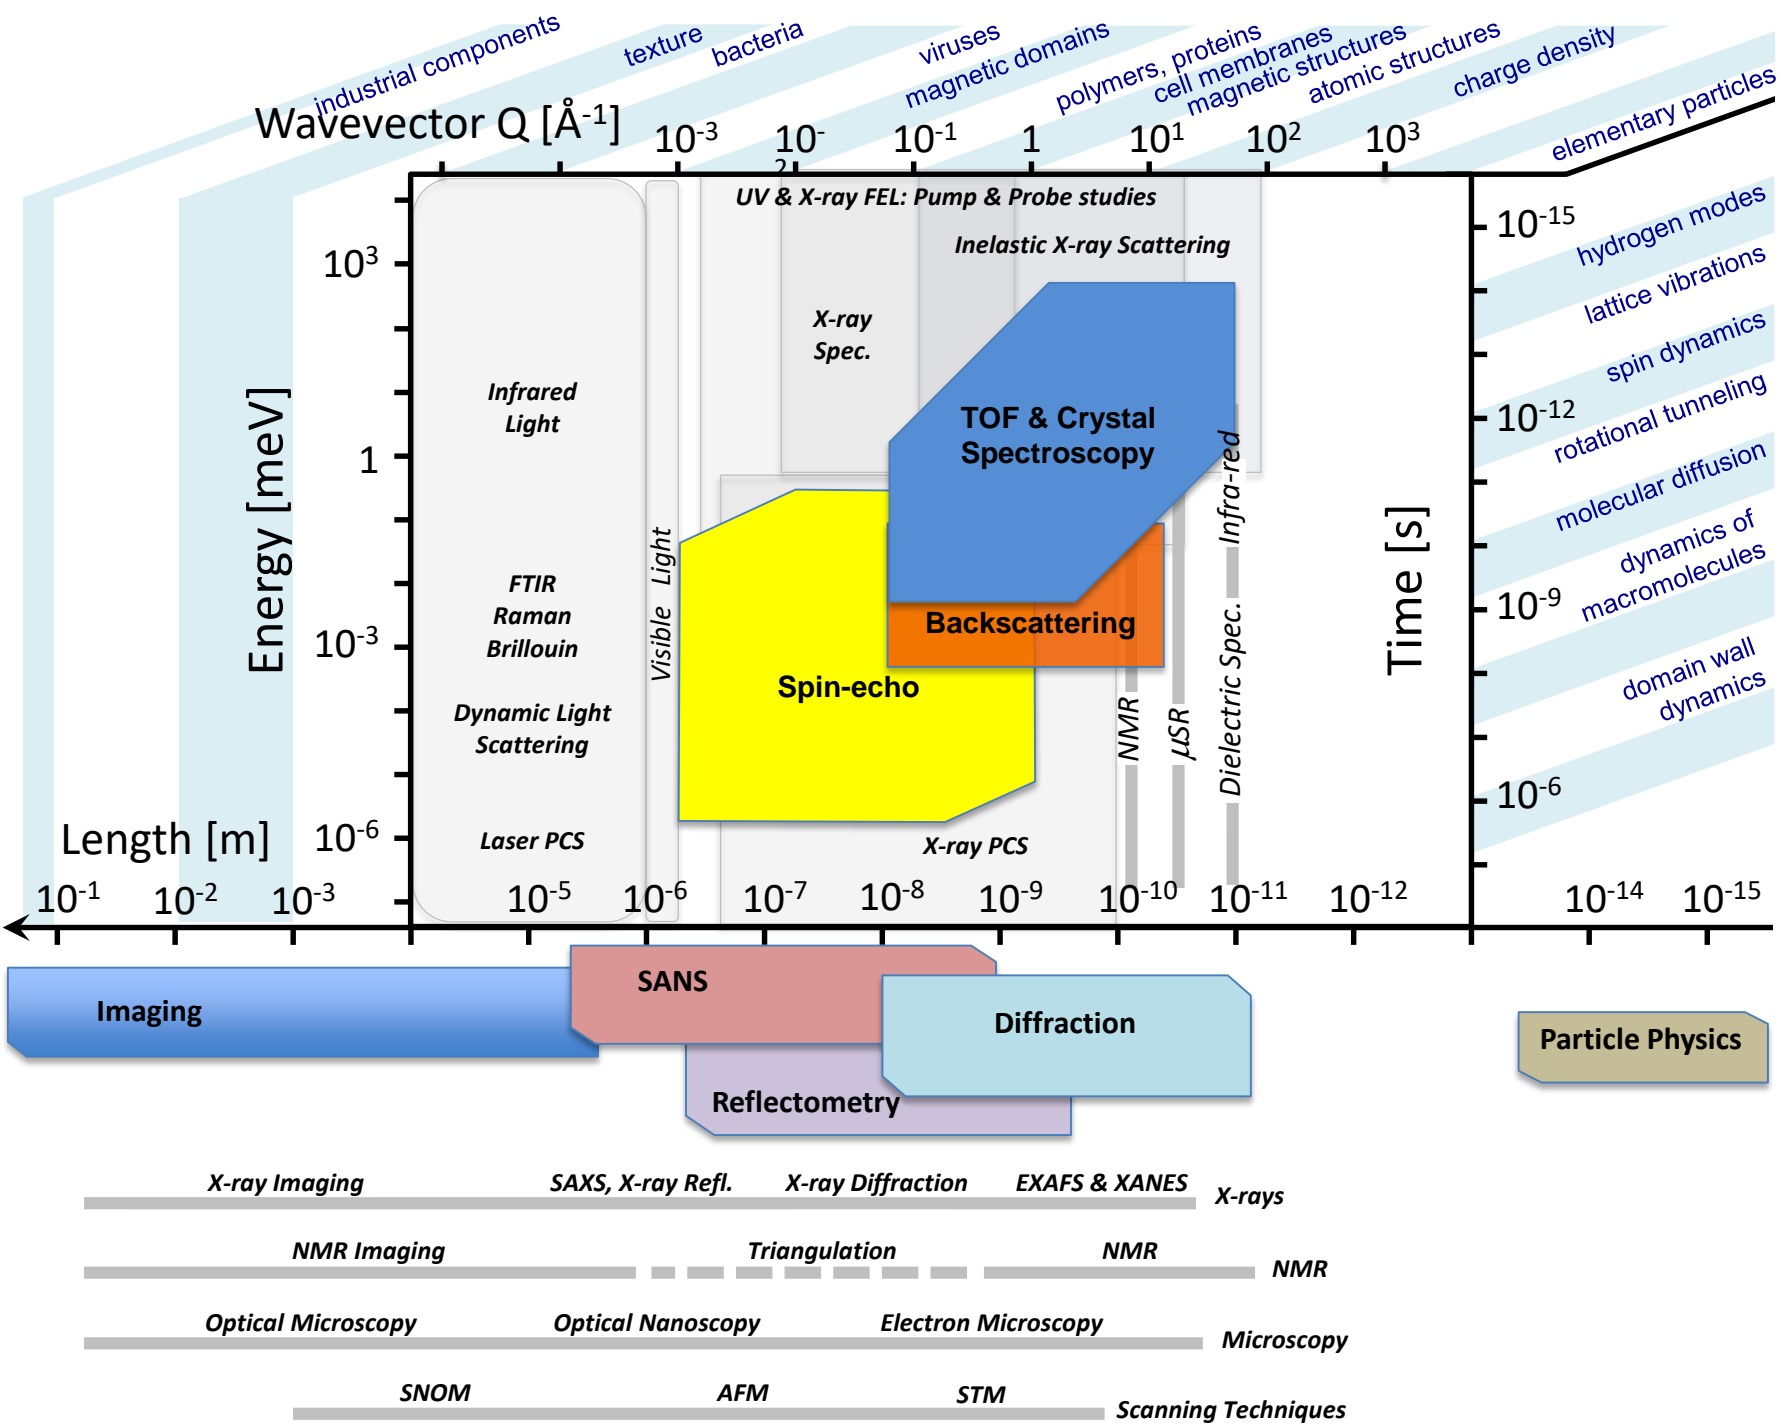 industrial components
texture
bacteria
viruses
magnetic domains
polymers, proteins
cell membranes
magnetic structures
atomic structures
charge density
elementary particles
Wavevector Q [Å-1]
10-3
10-2
10-1
1
10¹
10²
10³
UV & X-ray FEL: Pump & Probe studies
Inelastic X-ray Scattering
X-ray
Spec.
Infrared
Light
TOF & Crystal
Spectroscopy
Energy [meV]
10³
1
10-3
10-6
FTIR
Raman
Brillouin
Dynamic Light
Scattering
Laser PCS
Visible Light
Spin-echo
Backscattering
X-ray PCS
NMR
µSR
Dielectric Spec. Infra-red
Time [s]
10-15
10-12
10-9
10-6
hydrogen modes
lattice vibrations
spin dynamics
rotational tunneling
molecular diffusion
dynamics of
macromolecules
domain wall
dynamics
Length [m]
10-1
10-2
10-3
10-5
10-6
10-7
10-8
10-9
10-10
10-11
10-12
10-14
10-15
Imaging
SANS
Diffraction
Reflectometry
Particle Physics
X-ray Imaging SAXS, X-ray Refl. X-ray Diffraction EXAFS & XANES X-rays
NMR Imaging Triangulation NMR NMR
Optical Microscopy Optical Nanoscopy Electron Microscopy Microscopy
SNOM AFM STM Scanning Techniques